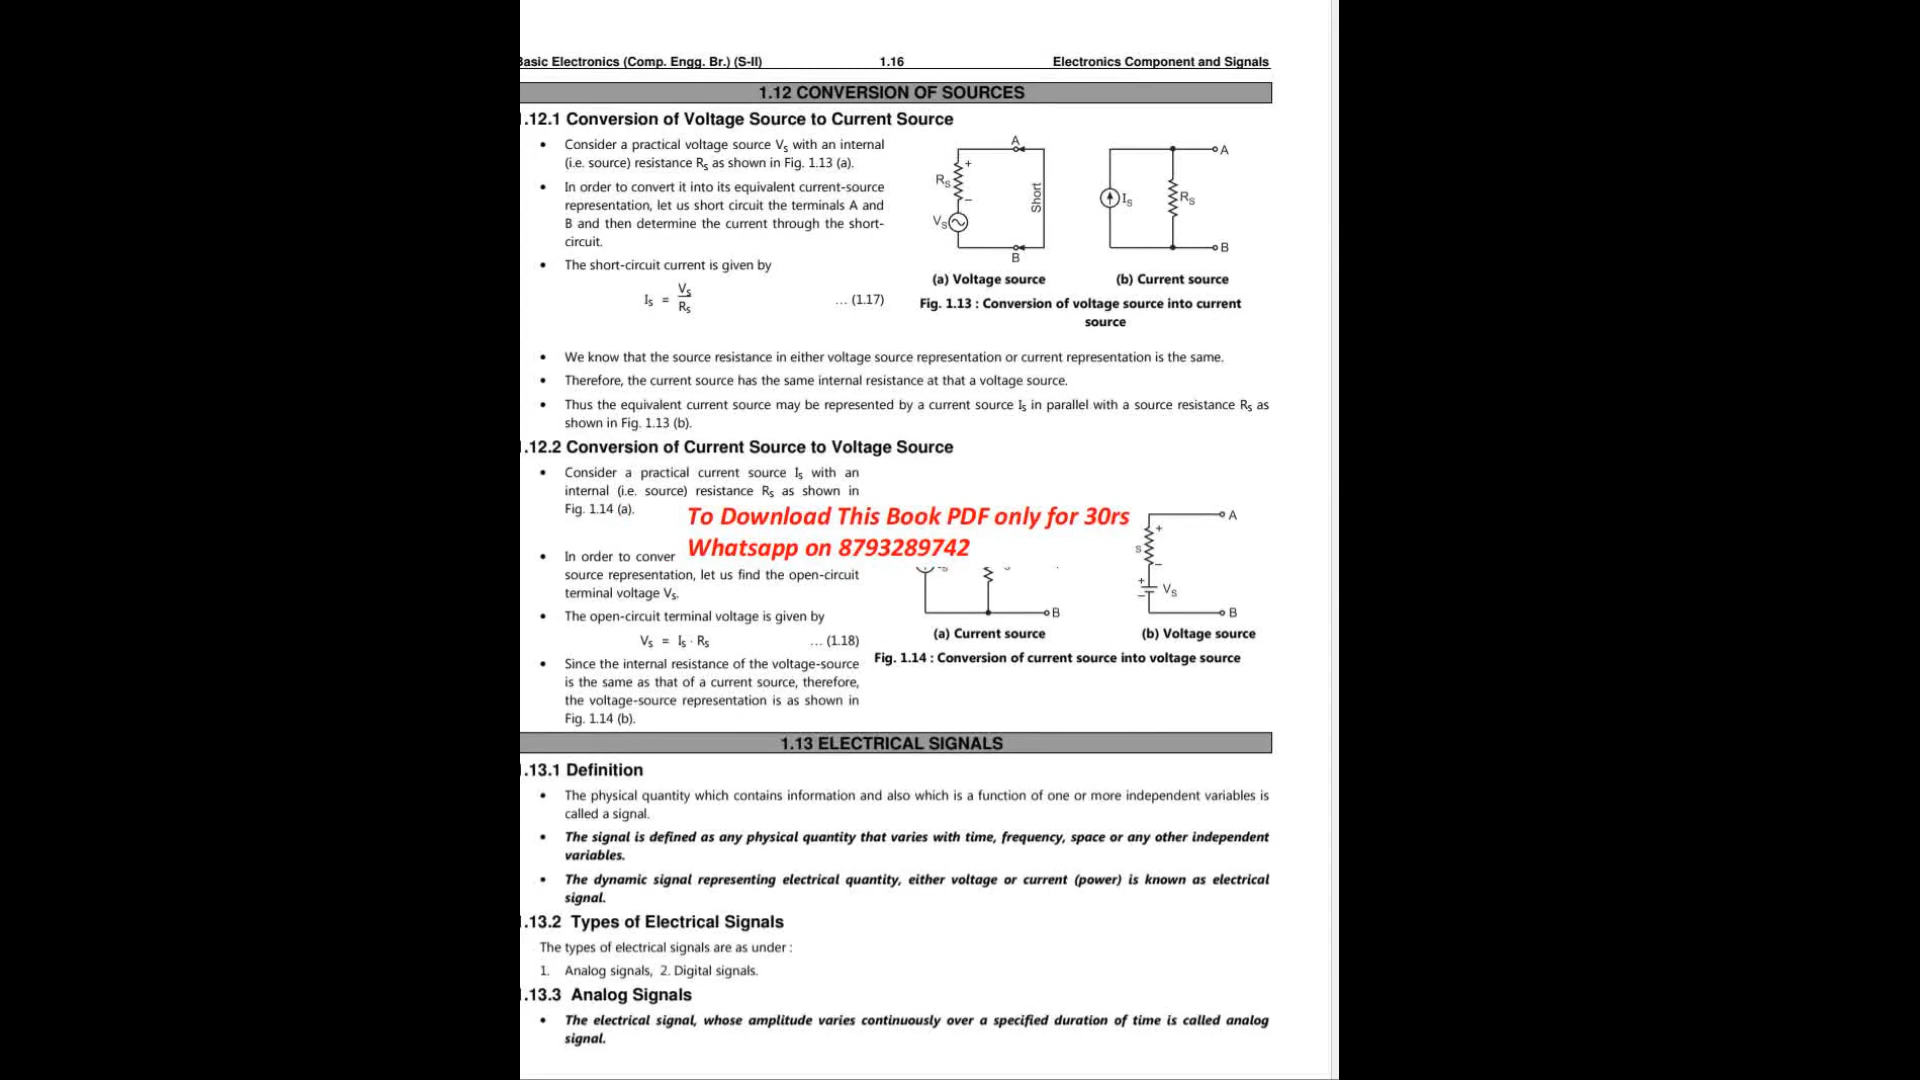 Basic Electronics (Comp. Engg. Br.) (S-II) 1.16 Electronics Component and Signals
1.12 CONVERSION OF SOURCES
.12.1 Conversion of Voltage Source to Current Source
• Consider a practical voltage source VS with an internal
(i.e. source) resistance RS as shown in Fig. 1.13 (a).
• In order to convert it into its equivalent current-source
representation, let us short circuit the terminals A and
B and then determine the current through the short-
circuit.
• The short-circuit current is given by
IS = VS/RS … (1.17)
A
+
RS
−
VS
Short
B
A
IS
RS
B
(a) Voltage source (b) Current source
Fig. 1.13 : Conversion of voltage source into current
source
• We know that the source resistance in either voltage source representation or current representation is the same.
• Therefore, the current source has the same internal resistance at that a voltage source.
• Thus the equivalent current source may be represented by a current source IS in parallel with a source resistance RS as
shown in Fig. 1.13 (b).
.12.2 Conversion of Current Source to Voltage Source
• Consider a practical current source IS with an
internal (i.e. source) resistance RS as shown in
Fig. 1.14 (a).
To Download This Book PDF only for 30rs
Whatsapp on 8793289742
• In order to conver
source representation, let us find the open-circuit
terminal voltage VS.
• The open-circuit terminal voltage is given by
VS = IS · RS … (1.18)
• Since the internal resistance of the voltage-source
is the same as that of a current source, therefore,
the voltage-source representation is as shown in
Fig. 1.14 (b).
B
A
+
S
−
+
− VS
B
(a) Current source (b) Voltage source
Fig. 1.14 : Conversion of current source into voltage source
1.13 ELECTRICAL SIGNALS
.13.1 Definition
• The physical quantity which contains information and also which is a function of one or more independent variables is
called a signal.
• The signal is defined as any physical quantity that varies with time, frequency, space or any other independent
variables.
• The dynamic signal representing electrical quantity, either voltage or current (power) is known as electrical
signal.
.13.2 Types of Electrical Signals
The types of electrical signals are as under :
1. Analog signals, 2. Digital signals.
.13.3 Analog Signals
• The electrical signal, whose amplitude varies continuously over a specified duration of time is called analog
signal.